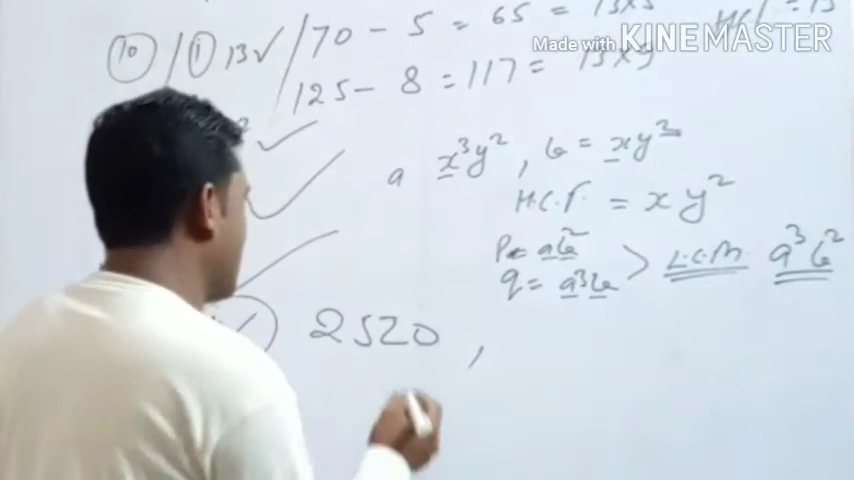 10 / i 13✓ / 70 - 5 = 65 = 13×5
Made with KINEMASTER
125 - 8 = 117 = 13×9
a x³y², b = xy³
H.C.F. = xy²
P = ab²
q = a³b > L.C.M. a³b²
2520 ,